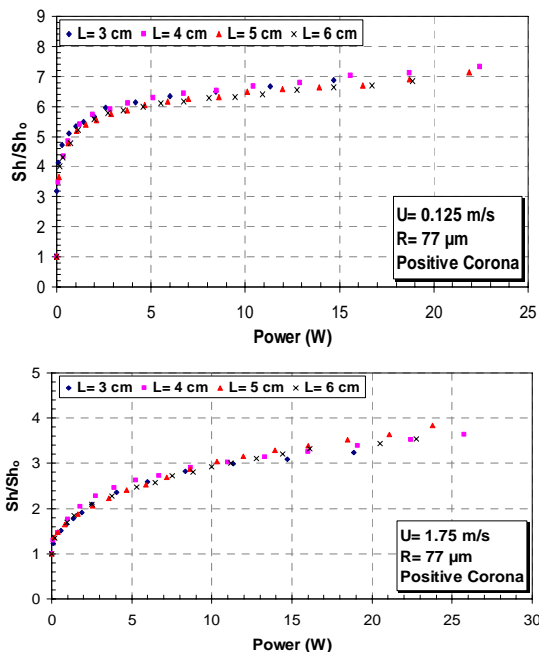 9
8
7
6
5
4
3
2
1
0
Sh/Sh₀
L= 3 cm L= 4 cm L= 5 cm L= 6 cm
U= 0.125 m/s
R= 77 µm
Positive Corona
0 5 10 15 20 25
Power (W)
5
4
3
2
1
0
Sh/Sh₀
L= 3 cm L= 4 cm L= 5 cm L= 6 cm
U= 1.75 m/s
R= 77 µm
Positive Corona
0 5 10 15 20 25 30
Power (W)